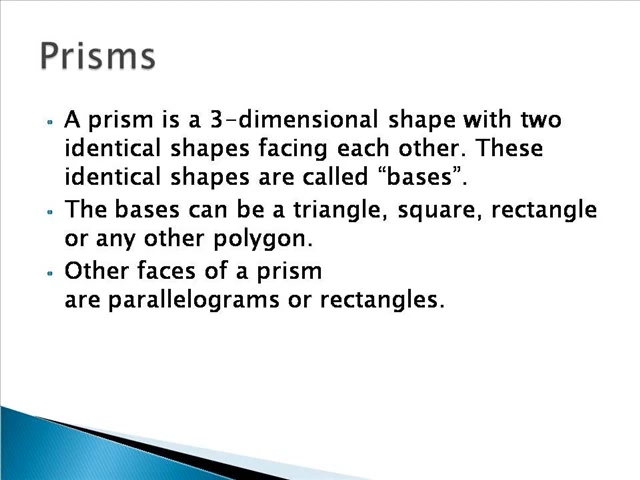 Prisms
A prism is a 3-dimensional shape with two
identical shapes facing each other. These
identical shapes are called “bases”.
The bases can be a triangle, square, rectangle
or any other polygon.
Other faces of a prism
are parallelograms or rectangles.